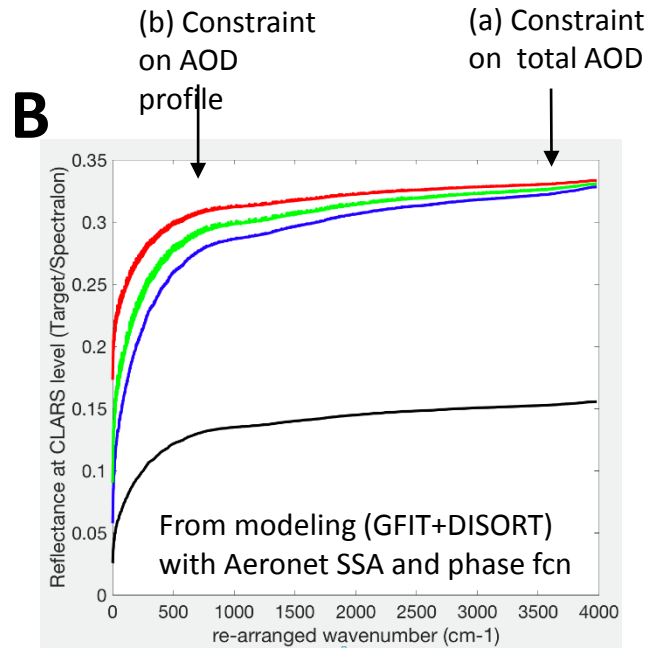 (b) Constraint
on AOD
profile
(a) Constraint
on total AOD
B
Reflectance at CLARS level (Target/Spectralon)
0.35
0.3
0.25
0.2
0.15
0.1
0.05
0
From modeling (GFIT+DISORT)
with Aeronet SSA and phase fcn
0 500 1000 1500 2000 2500 3000 3500 4000
re-arranged wavenumber (cm-1)